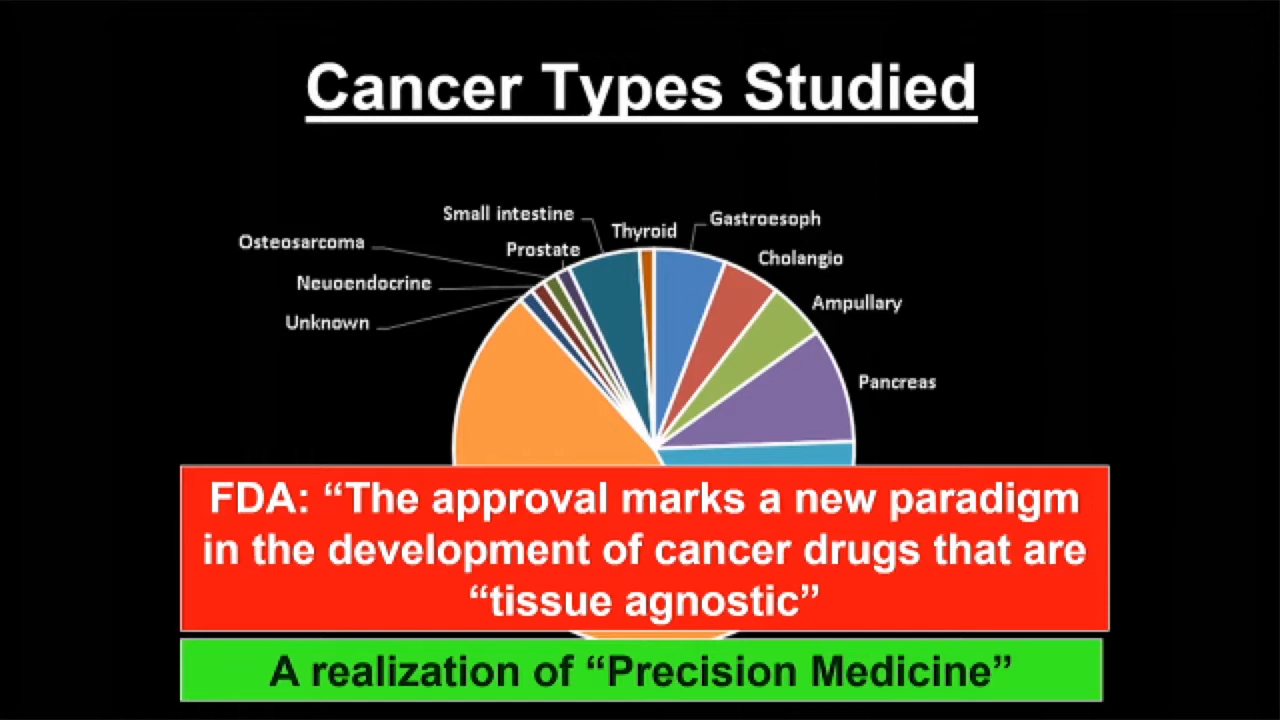 Cancer Types Studied
Small intestine
Thyroid
Gastroesoph
Osteosarcoma
Prostate
Cholangio
Neuoendocrine
Ampullary
Unknown
Pancreas
FDA: “The approval marks a new paradigm
in the development of cancer drugs that are
“tissue agnostic”
A realization of “Precision Medicine”